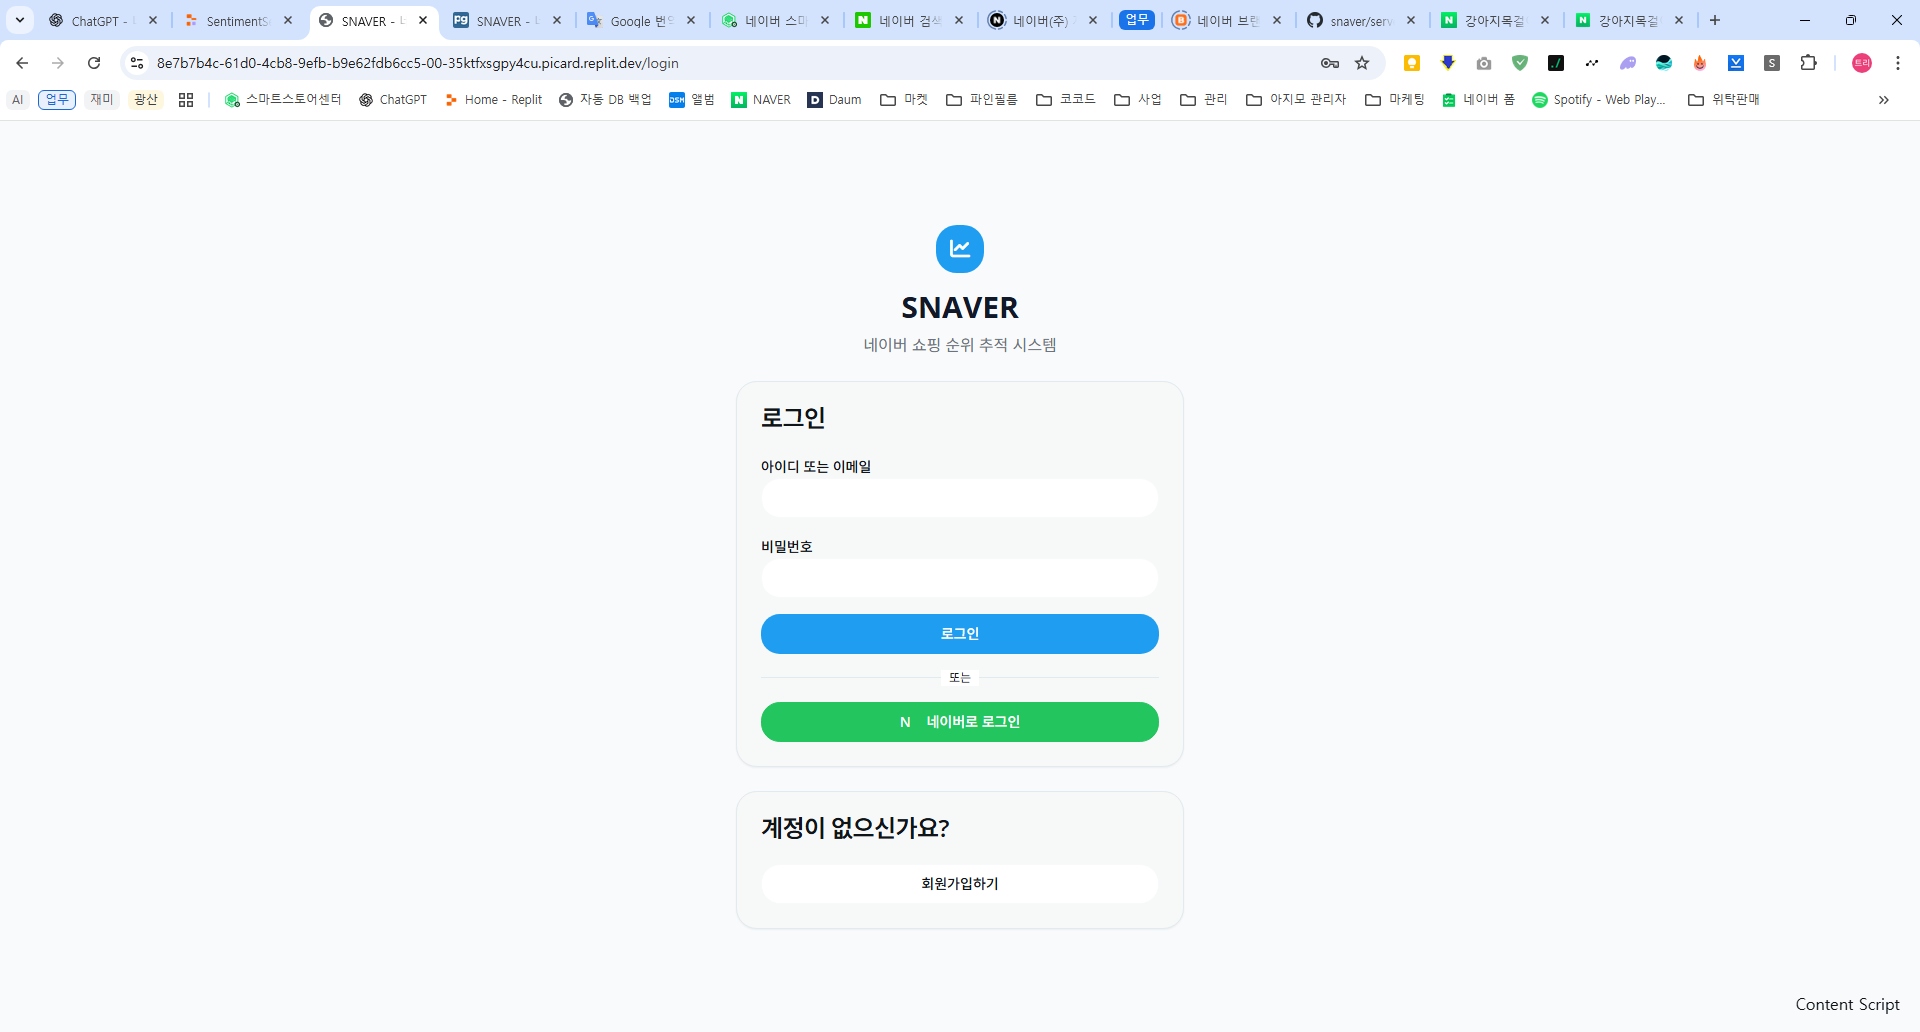 ChatGPT - 
SentimentS
SNAVER - 
SNAVER - 
Google 번역
네이버 스마
네이버 검색
네이버(주)
업무
네이버 브랜
snaver/serv
강아지목걸
강아지목걸
8e7b7b4c-61d0-4cb8-9efb-b9e62fdb6cc5-00-35ktfxsgpy4cu.picard.replit.dev/login
트리
AI
업무
재미
광산
스마트스토어센터
ChatGPT
Home - Replit
자동 DB 백업
앨범
NAVER
Daum
마켓
파인필름
코코드
사업
관리
아지모 관리자
마케팅
네이버 폼
Spotify - Web Play...
위탁판매
SNAVER
네이버 쇼핑 순위 추적 시스템
로그인
아이디 또는 이메일
비밀번호
로그인
또는
N 네이버로 로그인
계정이 없으신가요?
회원가입하기
Content Script